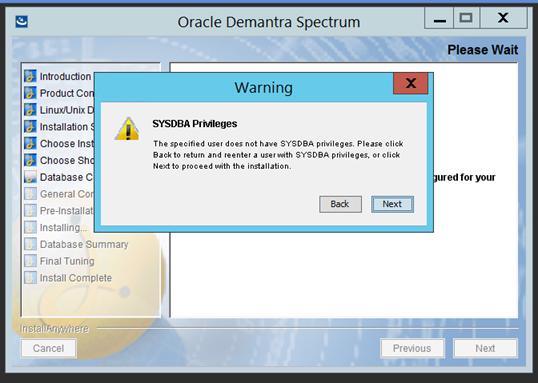 Oracle Demantra Spectrum
Please Wait
Introduction
Product Con
Linux/Unix D
Installation S
Choose Inst
Choose Sho
Database C
General Con
Pre-Installat
Installing...
Database Summary
Final Tuning
Install Complete
gured for your
Warning
SYSDBA Privileges
The specified user does not have SYSDBA privileges. Please click
Back to return and reenter a user with SYSDBA privileges, or click
Next to proceed with the installation.
Back Next
InstallAnywhere
Cancel Previous Next